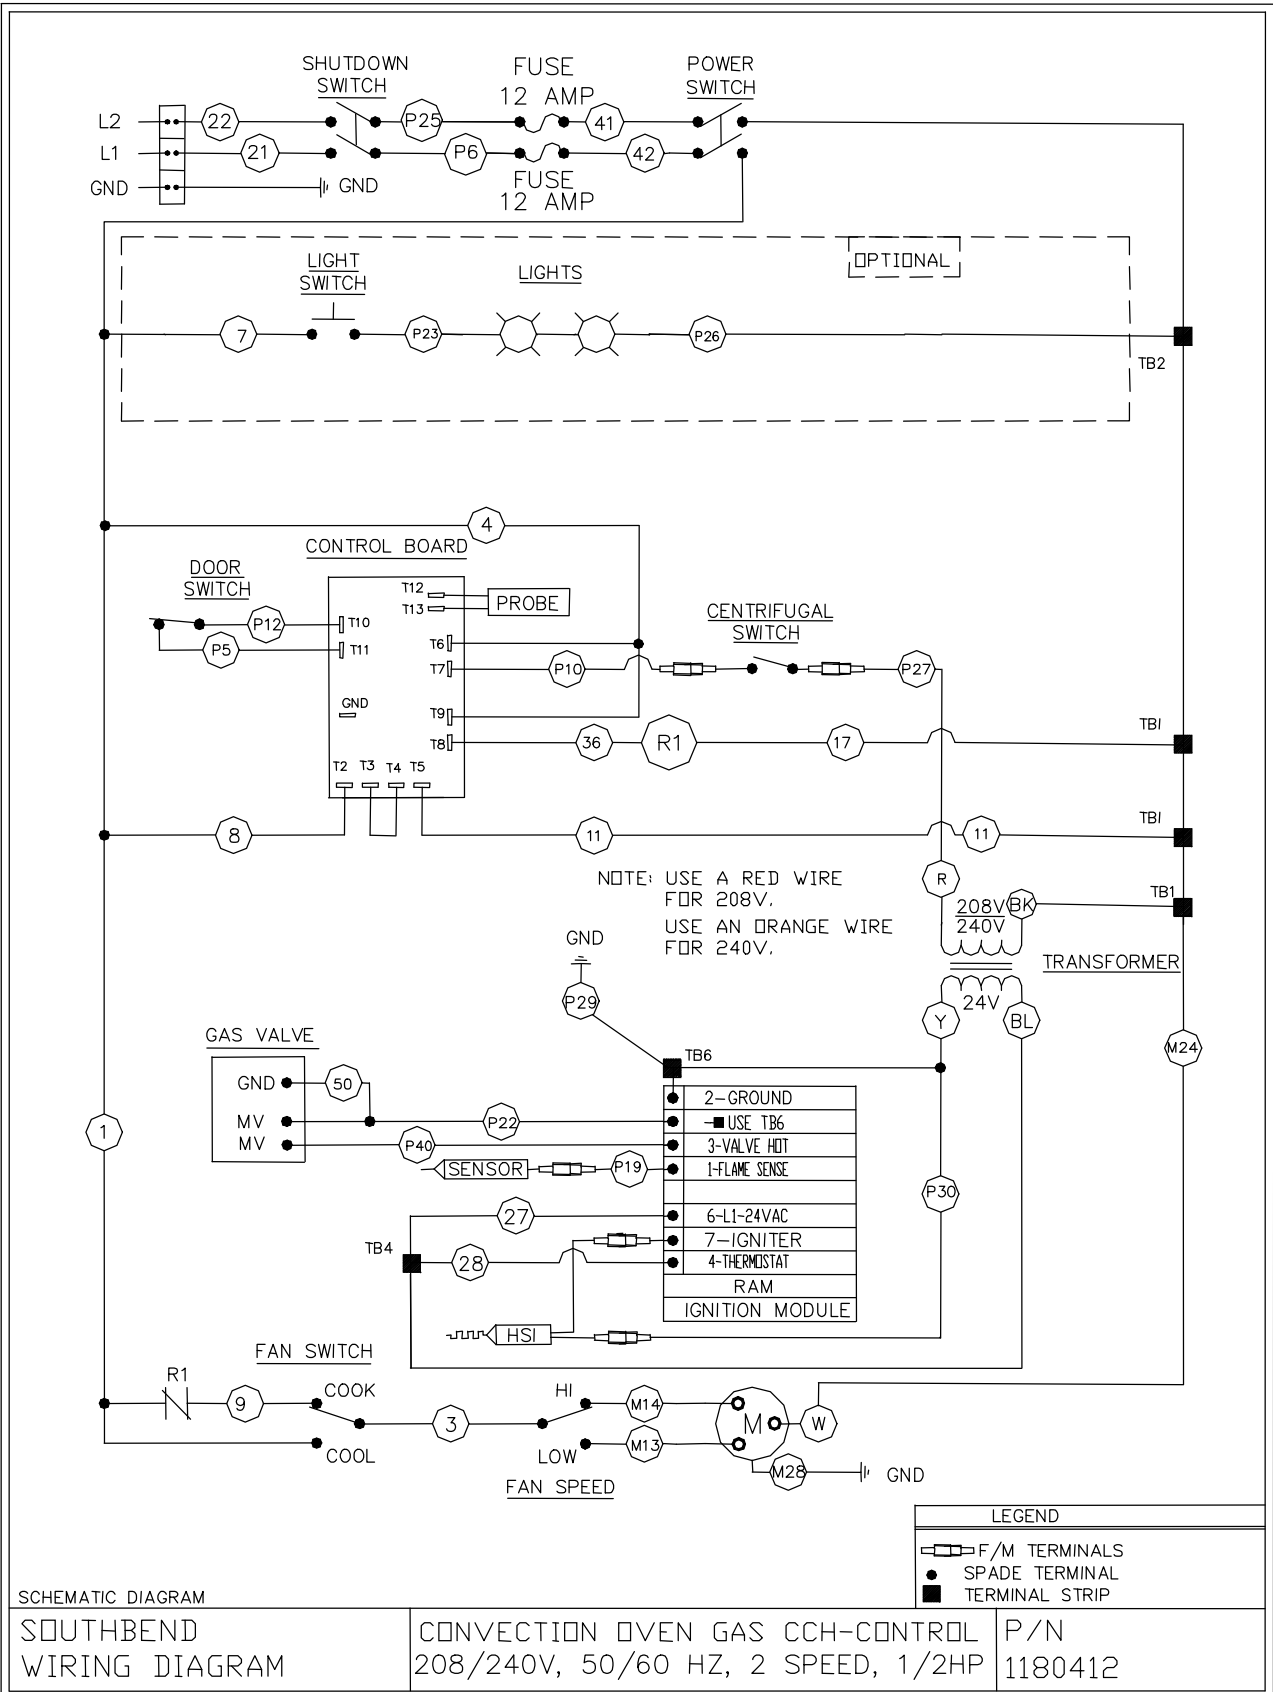 SHUTDOWN SWITCH
FUSE 12 AMP
POWER SWITCH
L2 22 P25 41
L1 21 P6 42
GND GND
FUSE 12 AMP
OPTIONAL
LIGHT SWITCH
LIGHTS
7 P23 P26
TB2
4
CONTROL BOARD
DOOR SWITCH
T12
T13
PROBE
P12 T10
P5 T11
CENTRIFUGAL SWITCH
T6
T7 P10 P27
GND
T9
T8 36 R1 17 TB1
T2 T3 T4 T5
8 11 11 TB1
NOTE: USE A RED WIRE
FOR 208V.
USE AN ORANGE WIRE
FOR 240V.
R
208V BK TB1
240V
TRANSFORMER
24V
Y BL
GND
P29
M24
GAS VALVE
TB6
GND 50
MV P22
MV P40
2-GROUND
USE TB6
3-VALVE HOT
SENSOR P19 1-FLAME SENSE
1
P30
27 6-L1-24VAC
7-IGNITER
TB4 28 4-THERMOSTAT
RAM
IGNITION MODULE
HSI
FAN SWITCH
R1 9 COOK
HI M14
3 M W
COOL
LOW M13
FAN SPEED
M28 GND
LEGEND
F/M TERMINALS
SPADE TERMINAL
TERMINAL STRIP
SCHEMATIC DIAGRAM
SOUTHBEND
WIRING DIAGRAM
CONVECTION OVEN GAS CCH-CONTROL
208/240V, 50/60 HZ, 2 SPEED, 1/2HP
P/N
1180412